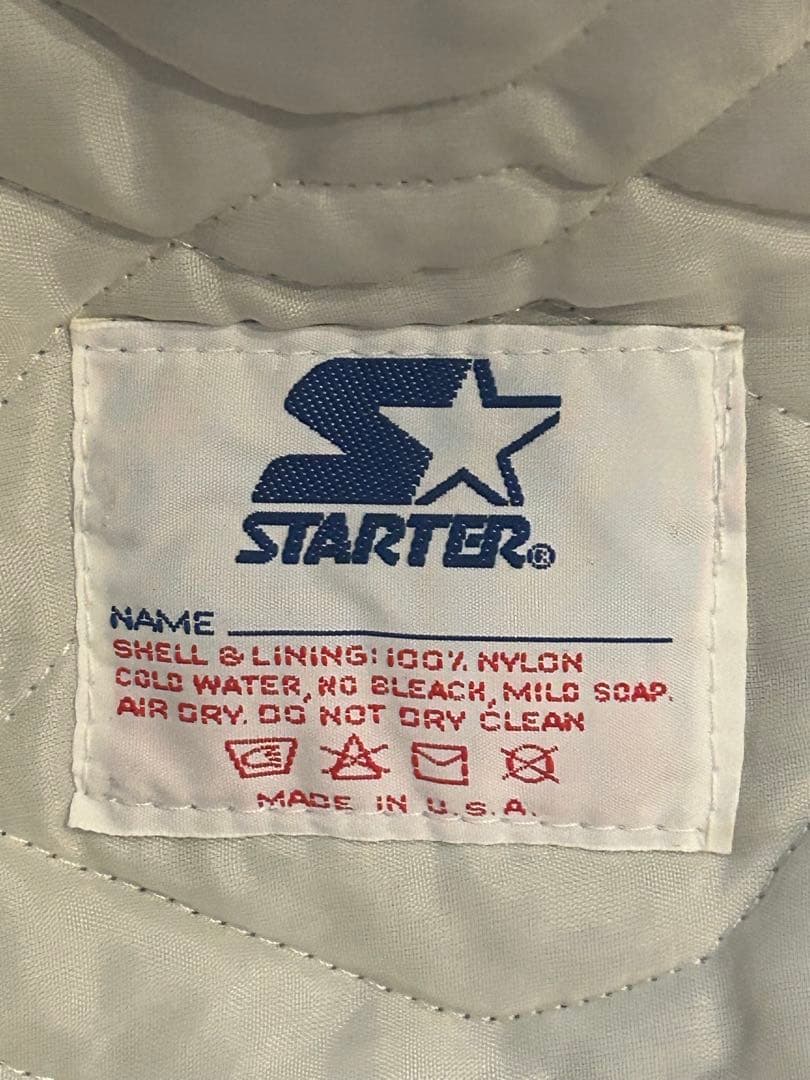 STARTER®
NAME
SHELL & LINING: 100% NYLON
COLD WATER, NO BLEACH, MILD SOAP.
AIR DRY. DO NOT DRY CLEAN
MADE IN U.S.A.